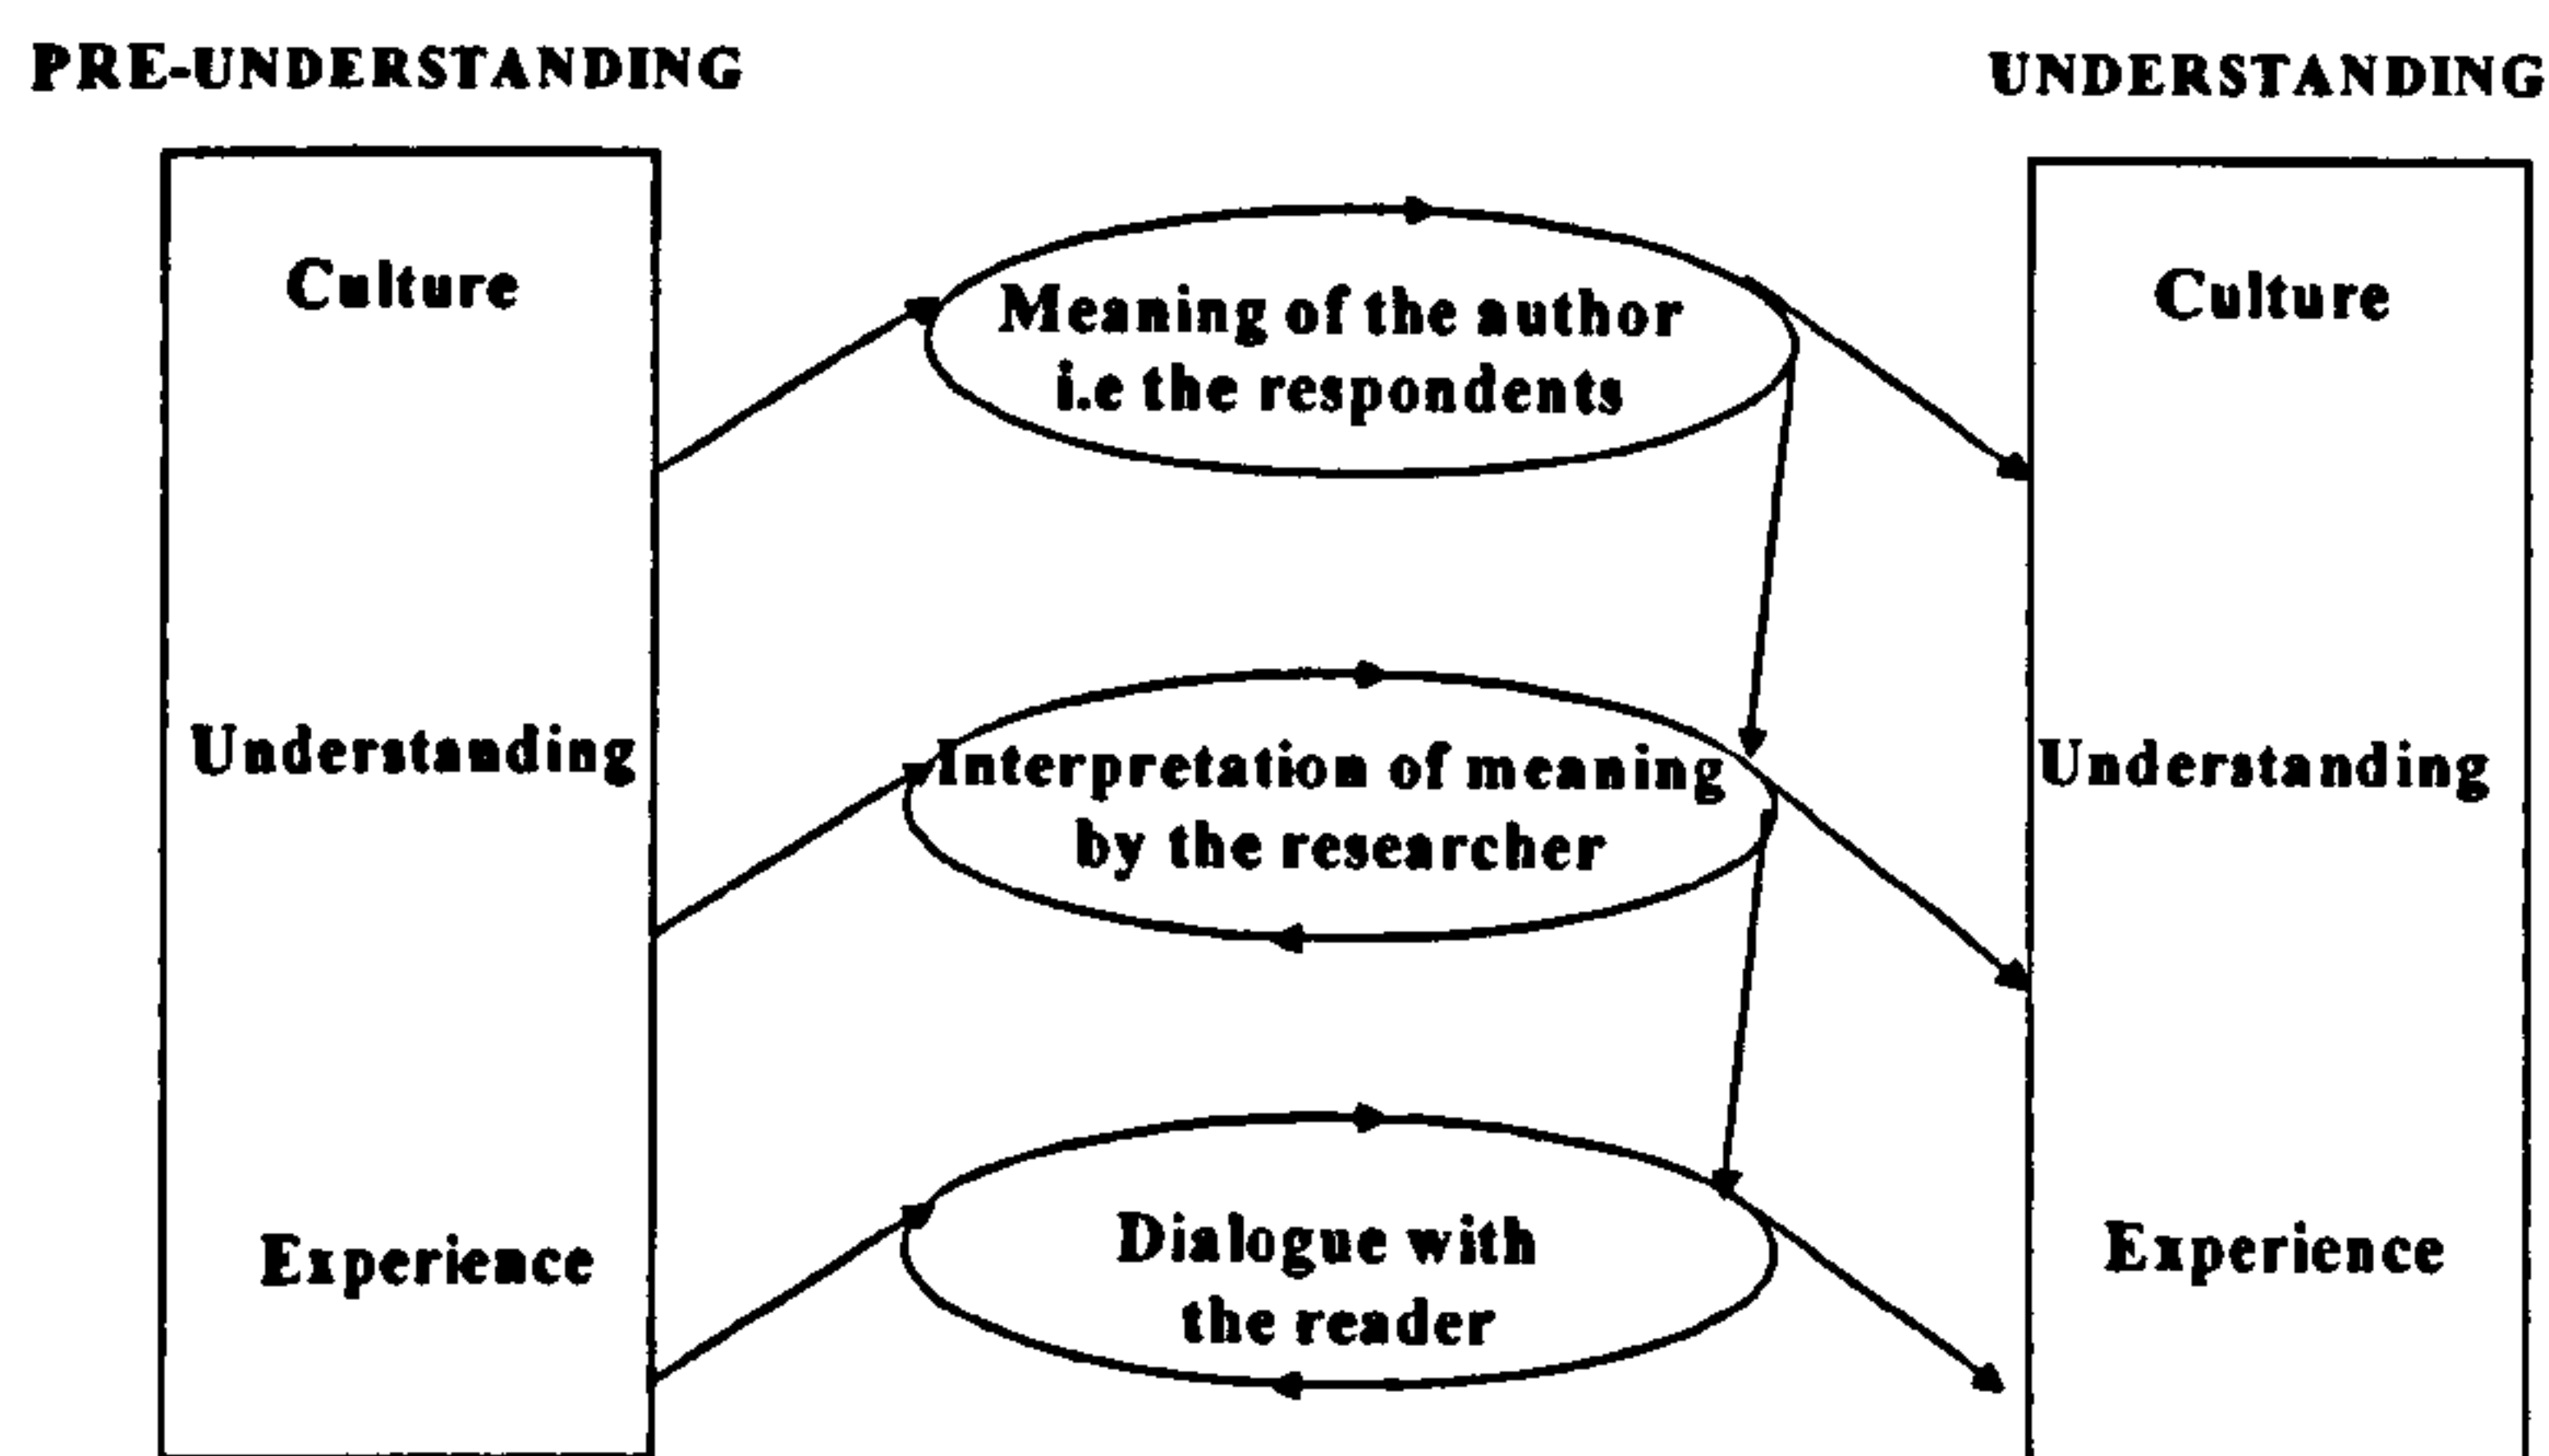 PRE-UNDERSTANDING
UNDERSTANDING
Culture
Understanding
Experience
Meaning of the author
i.e the respondents
Interpretation of meaning
by the researcher
Dialogue with
the reader
Culture
Understanding
Experience